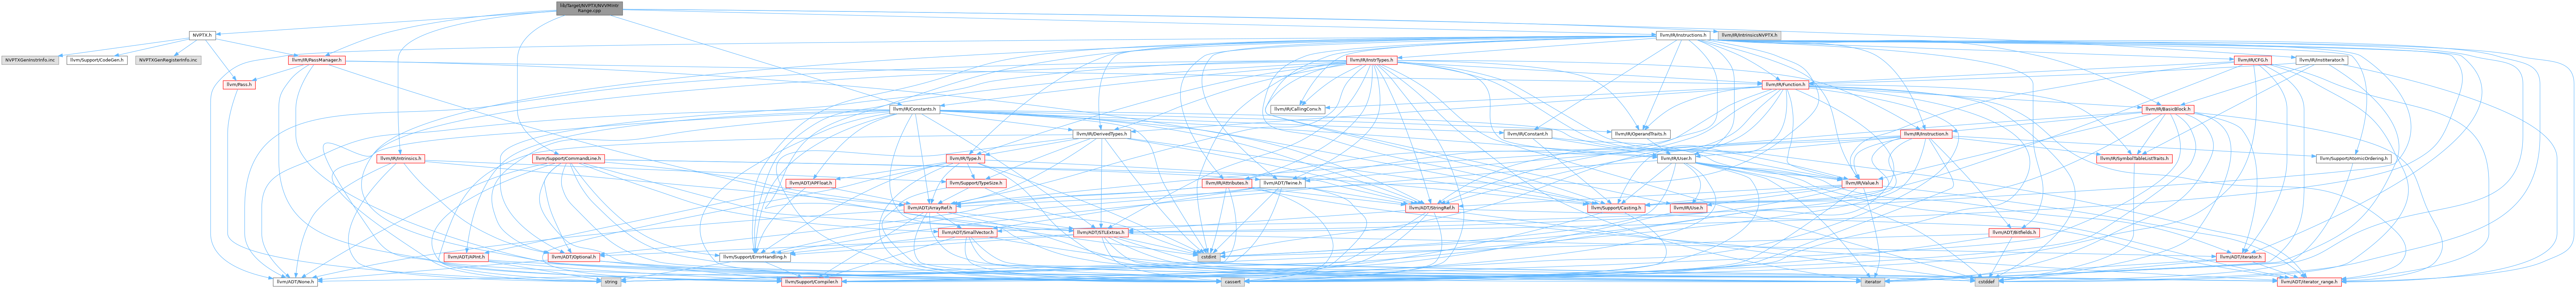 lib/Target/NVPTX/NVVMIntr
Range.cpp
NVPTX.h
llvm/IR/Instructions.h
llvm/IR/IntrinsicsNVPTX.h
NVPTXGenInstrInfo.inc
llvm/Support/CodeGen.h
NVPTXGenRegisterInfo.inc
llvm/IR/PassManager.h
llvm/IR/InstrTypes.h
llvm/IR/CFG.h
llvm/IR/InstIterator.h
llvm/Pass.h
llvm/IR/Function.h
llvm/IR/Constants.h
llvm/IR/CallingConv.h
llvm/IR/BasicBlock.h
llvm/IR/DerivedTypes.h
llvm/IR/Constant.h
llvm/IR/OperandTraits.h
llvm/IR/Instruction.h
llvm/IR/Intrinsics.h
llvm/Support/CommandLine.h
llvm/IR/Type.h
llvm/IR/User.h
llvm/IR/SymbolTableListTraits.h
llvm/Support/AtomicOrdering.h
llvm/ADT/APFloat.h
llvm/Support/TypeSize.h
llvm/IR/Attributes.h
llvm/ADT/Twine.h
llvm/IR/Value.h
llvm/ADT/ArrayRef.h
llvm/ADT/StringRef.h
llvm/Support/Casting.h
llvm/IR/Use.h
llvm/ADT/SmallVector.h
llvm/ADT/STLExtras.h
llvm/ADT/Bitfields.h
llvm/ADT/APInt.h
llvm/ADT/Optional.h
llvm/Support/ErrorHandling.h
cstdint
llvm/ADT/iterator.h
llvm/ADT/None.h
string
llvm/Support/Compiler.h
cassert
iterator
cstddef
llvm/ADT/iterator_range.h